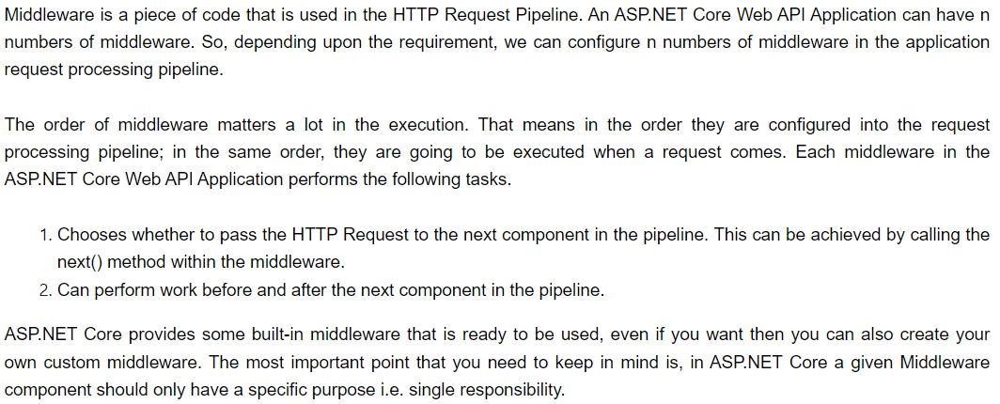 Middleware is a piece of code that is used in the HTTP Request Pipeline. An ASP.NET Core Web API Application can have n
numbers of middleware. So, depending upon the requirement, we can configure n numbers of middleware in the application
request processing pipeline.
The order of middleware matters a lot in the execution. That means in the order they are configured into the request
processing pipeline; in the same order, they are going to be executed when a request comes. Each middleware in the
ASP.NET Core Web API Application performs the following tasks.
1. Chooses whether to pass the HTTP Request to the next component in the pipeline. This can be achieved by calling the
next() method within the middleware.
2. Can perform work before and after the next component in the pipeline.
ASP.NET Core provides some built-in middleware that is ready to be used, even if you want then you can also create your
own custom middleware. The most important point that you need to keep in mind is, in ASP.NET Core a given Middleware
component should only have a specific purpose i.e. single responsibility.